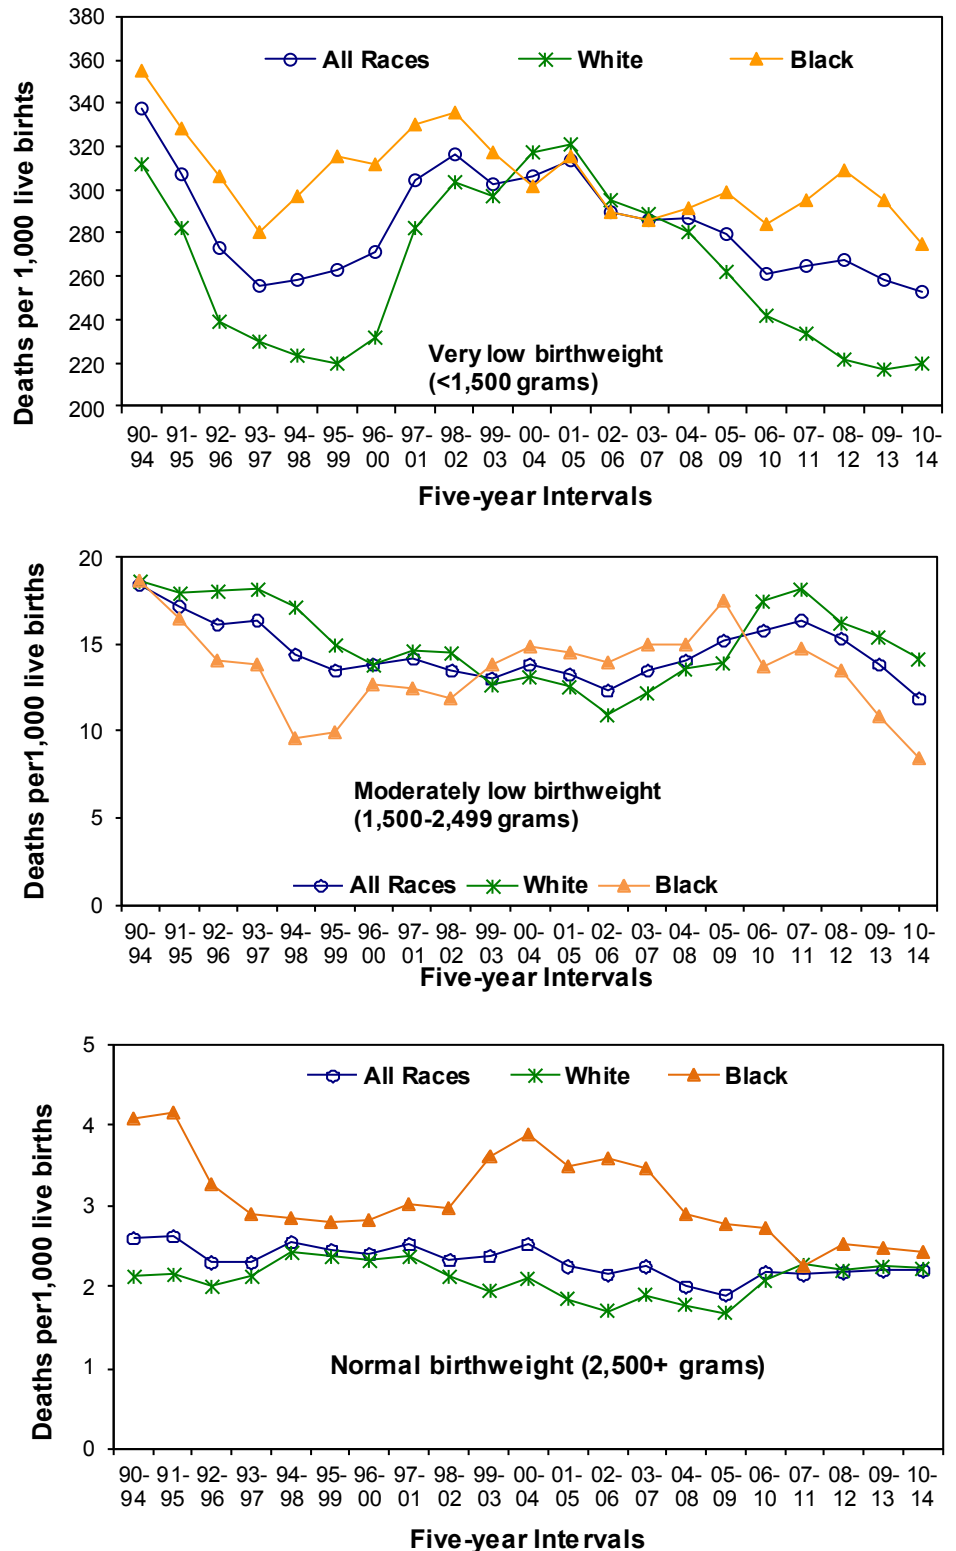 380
360
340
320
300
280
260
240
220
200
Deaths per 1,000 live birhts
All Races White Black
Very low birthweight
(<1,500 grams)
90- 91- 92- 93- 94- 95- 96- 97- 98- 99- 00- 01- 02- 03- 04- 05- 06- 07- 08- 09- 10-
94 95 96 97 98 99 00 01 02 03 04 05 06 07 08 09 10 11 12 13 14
Five-year Intervals
20
15
10
5
0
Deaths per1,000 live births
Moderately low birthweight
(1,500-2,499 grams)
All Races White Black
90- 91- 92- 93- 94- 95- 96- 97- 98- 99- 00- 01- 02- 03- 04- 05- 06- 07- 08- 09- 10-
94 95 96 97 98 99 00 01 02 03 04 05 06 07 08 09 10 11 12 13 14
Five-year Intervals
5
4
3
2
1
0
Deaths per1,000 live births
All Races White Black
Normal birthweight (2,500+ grams)
90- 91- 92- 93- 94- 95- 96- 97- 98- 99- 00- 01- 02- 03- 04- 05- 06- 07- 08- 09- 10-
94 95 96 97 98 99 00 01 02 03 04 05 06 07 08 09 10 11 12 13 14
Five-year Intervals